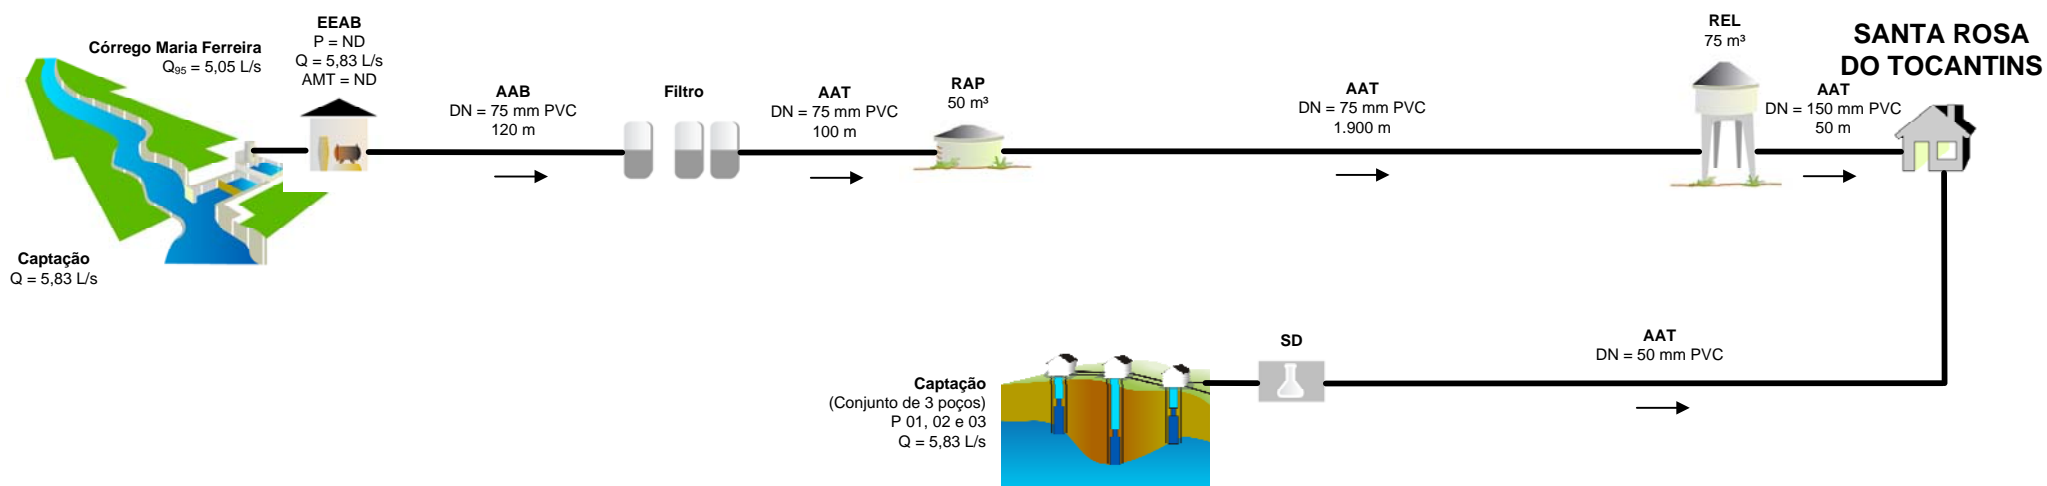 Córrego Maria Ferreira
Q₉₅ = 5,05 L/s
Captação
Q = 5,83 L/s
EEAB
P = ND
Q = 5,83 L/s
AMT = ND
AAB
DN = 75 mm PVC
120 m
Filtro
AAT
DN = 75 mm PVC
100 m
RAP
50 m³
AAT
DN = 75 mm PVC
1.900 m
REL
75 m³
SANTA ROSA
DO TOCANTINS
AAT
DN = 150 mm PVC
50 m
Captação
(Conjunto de 3 poços)
P 01, 02 e 03
Q = 5,83 L/s
SD
AAT
DN = 50 mm PVC